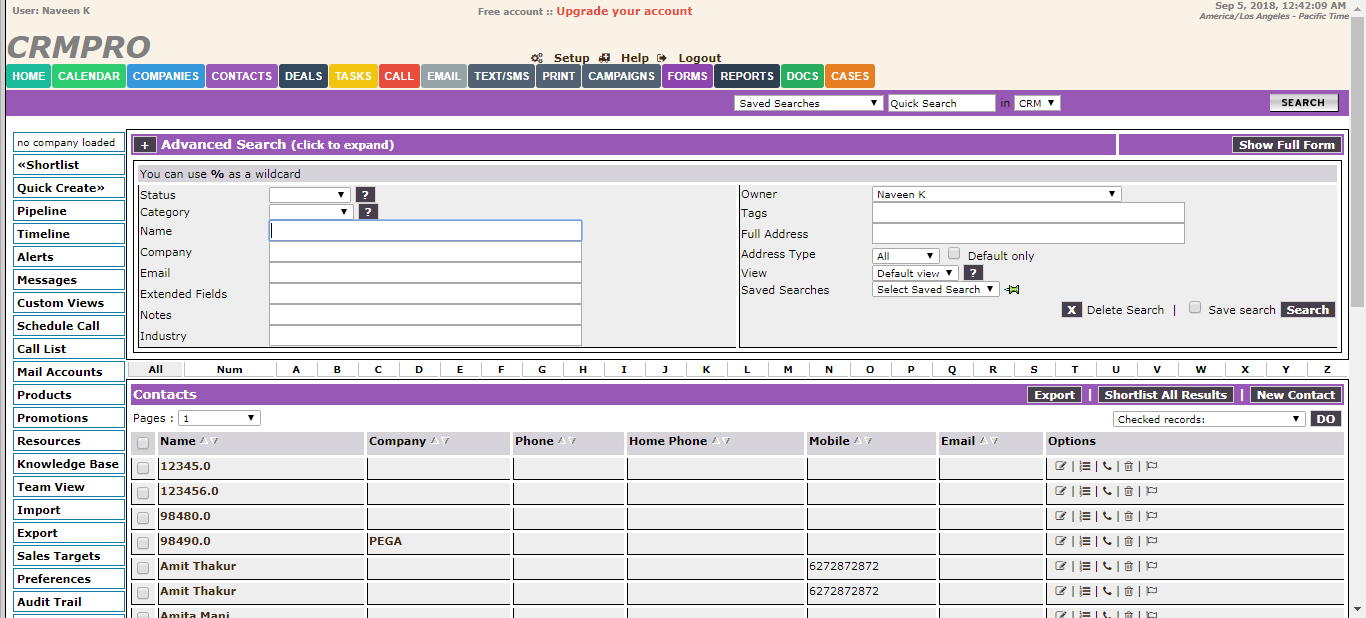 User: Naveen K
Free account :: Upgrade your account
Sep 5, 2018, 12:42:09 AM
America/Los Angeles - Pacific Time
CRMPRO
Setup Help Logout
HOME CALENDAR COMPANIES CONTACTS DEALS TASKS CALL EMAIL TEXT/SMS PRINT CAMPAIGNS FORMS REPORTS DOCS CASES
Saved Searches Quick Search in CRM SEARCH
no company loaded
«Shortlist
Quick Create»
Pipeline
Timeline
Alerts
Messages
Custom Views
Schedule Call
Call List
Mail Accounts
Products
Promotions
Resources
Knowledge Base
Team View
Import
Export
Sales Targets
Preferences
Audit Trail
+ Advanced Search (click to expand) Show Full Form
You can use % as a wildcard
Status ?
Category ?
Name
Company
Email
Extended Fields
Notes
Industry
Owner Naveen K
Tags
Full Address
Address Type All Default only
View Default view ?
Saved Searches Select Saved Search
X Delete Search | Save search Search
All Num A B C D E F G H I J K L M N O P Q R S T U V W X Y Z
Contacts Export | Shortlist All Results | New Contact
Pages : 1 Checked records: DO
Name Company Phone Home Phone Mobile Email Options
12345.0
123456.0
98480.0
98490.0 PEGA
Amit Thakur 6272872872
Amit Thakur 6272872872
Amita Mani